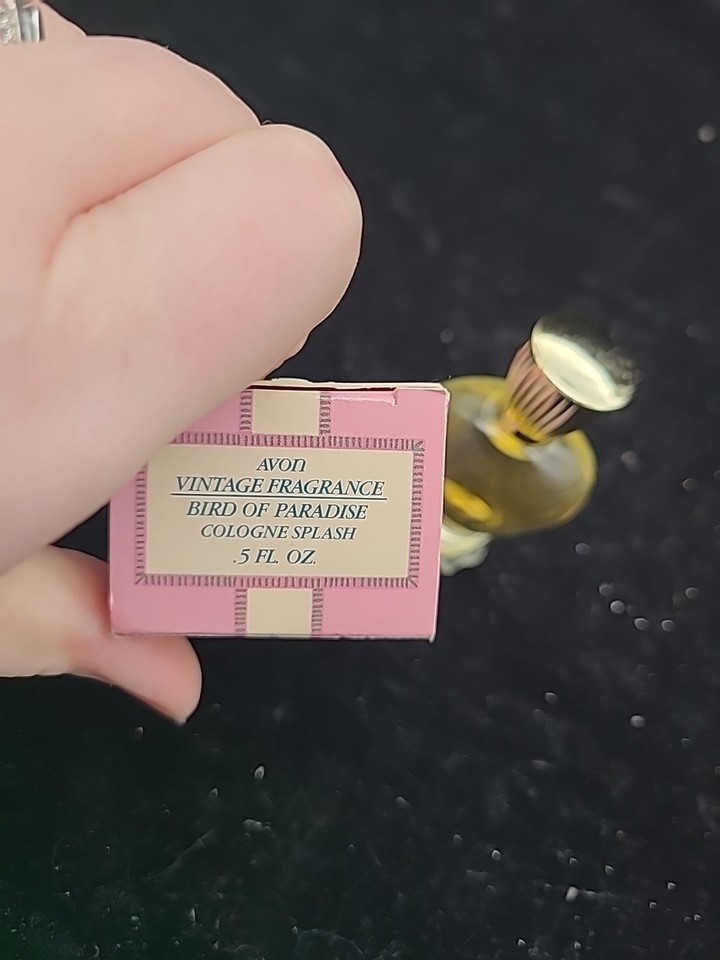 AVON
VINTAGE FRAGRANCE
BIRD OF PARADISE
COLOGNE SPLASH
.5 FL. OZ.